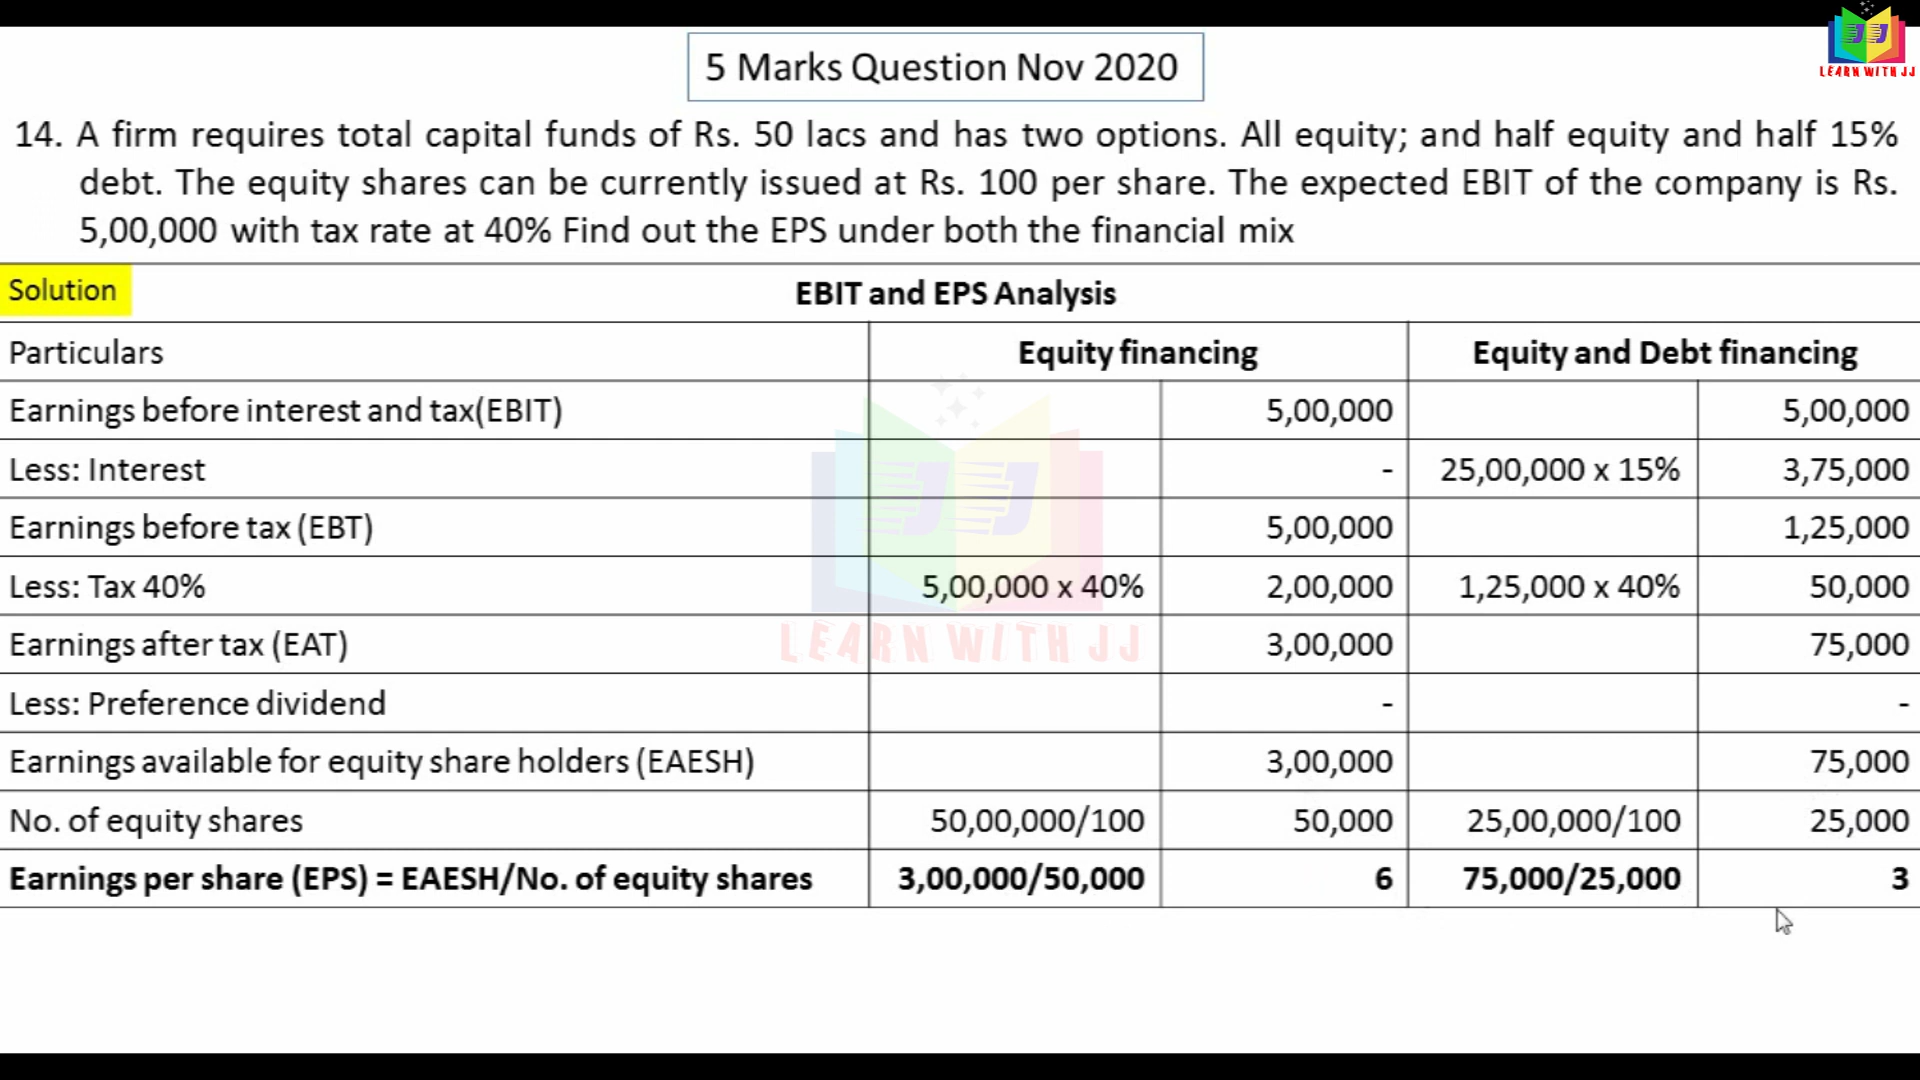 LEARN WITH JJ
5 Marks Question Nov 2020
14. A firm requires total capital funds of Rs. 50 lacs and has two options. All equity; and half equity and half 15%
debt. The equity shares can be currently issued at Rs. 100 per share. The expected EBIT of the company is Rs.
5,00,000 with tax rate at 40% Find out the EPS under both the financial mix
Solution EBIT and EPS Analysis
Particulars Equity financing Equity and Debt financing
Earnings before interest and tax(EBIT) 5,00,000 5,00,000
Less: Interest - 25,00,000 x 15% 3,75,000
Earnings before tax (EBT) 5,00,000 1,25,000
Less: Tax 40% 5,00,000 x 40% 2,00,000 1,25,000 x 40% 50,000
Earnings after tax (EAT) 3,00,000 75,000
LEARN WITH JJ
Less: Preference dividend - -
Earnings available for equity share holders (EAESH) 3,00,000 75,000
No. of equity shares 50,00,000/100 50,000 25,00,000/100 25,000
Earnings per share (EPS) = EAESH/No. of equity shares 3,00,000/50,000 6 75,000/25,000 3